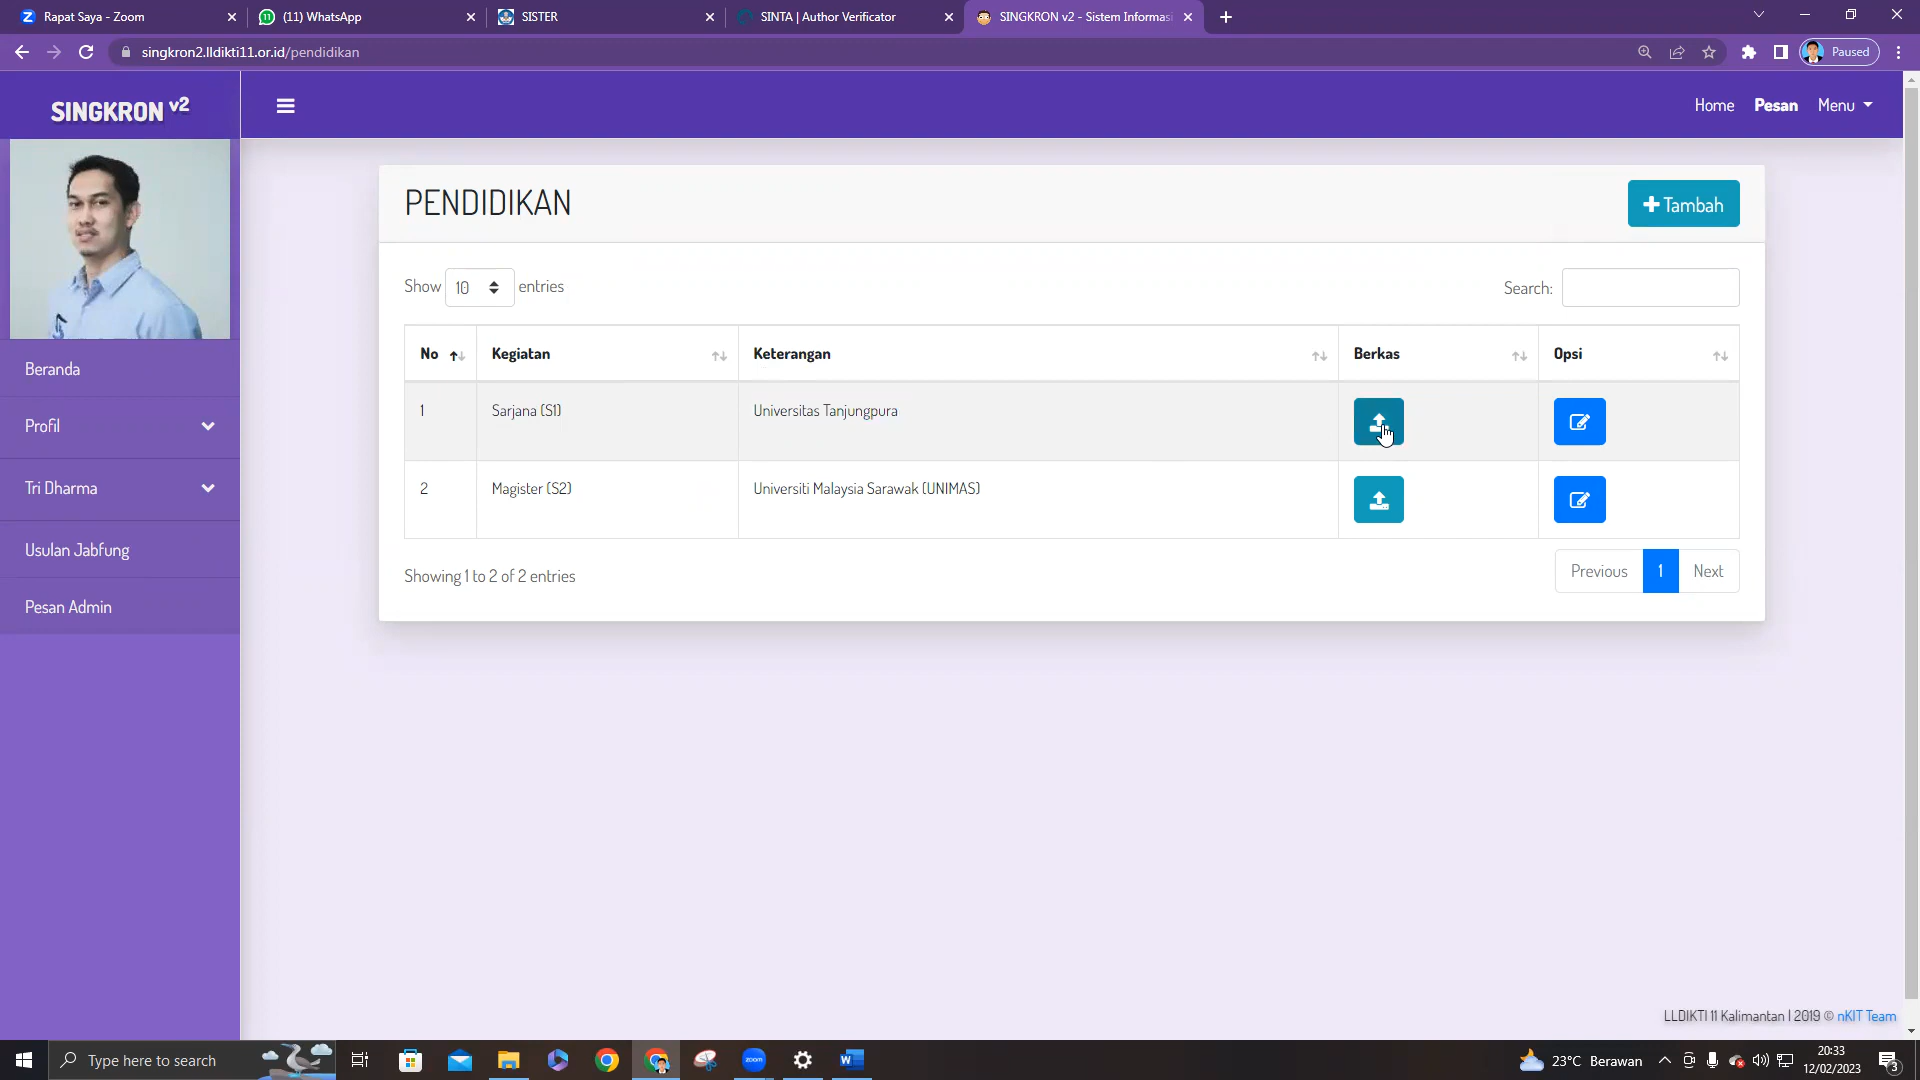 Rapat Saya - Zoom
(11) WhatsApp
SISTER
SINTA | Author Verificator
SINGKRON v2 - Sistem Informasi
singkron2.lldikti11.or.id/pendidikan
Paused
SINGKRON v2
Home Pesan Menu
Beranda
Profil
Tri Dharma
Usulan Jabfung
Pesan Admin
PENDIDIKAN
Tambah
Show 10 entries
Search:
No Kegiatan Keterangan Berkas Opsi
1 Sarjana (S1) Universitas Tanjungpura
2 Magister (S2) Universiti Malaysia Sarawak (UNIMAS)
Showing 1 to 2 of 2 entries
Previous 1 Next
LLDIKTI 11 Kalimantan | 2019 © nKIT Team
Type here to search
zoom
23°C Berawan
20:33
12/02/2023
3